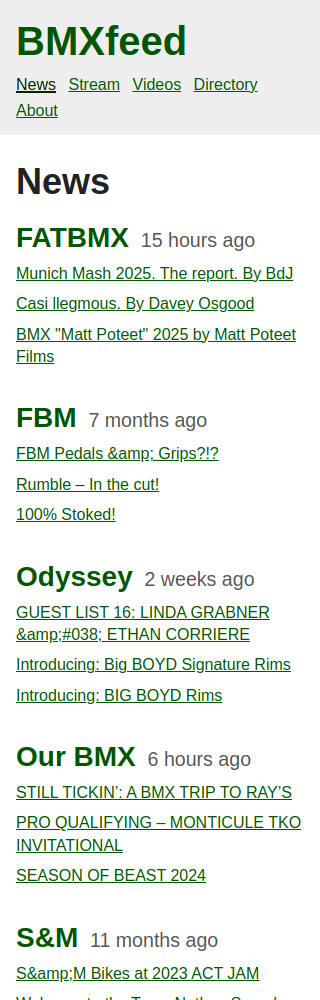 BMXfeed
News Stream Videos Directory
About
News
FATBMX 15 hours ago
Munich Mash 2025. The report. By BdJ
Casi llegmous. By Davey Osgood
BMX "Matt Poteet" 2025 by Matt Poteet
Films
FBM 7 months ago
FBM Pedals &amp; Grips?!?
Rumble – In the cut!
100% Stoked!
Odyssey 2 weeks ago
GUEST LIST 16: LINDA GRABNER
&amp;#038; ETHAN CORRIERE
Introducing: Big BOYD Signature Rims
Introducing: BIG BOYD Rims
Our BMX 6 hours ago
STILL TICKIN’: A BMX TRIP TO RAY’S
PRO QUALIFYING – MONTICULE TKO
INVITATIONAL
SEASON OF BEAST 2024
S&M 11 months ago
S&amp;M Bikes at 2023 ACT JAM